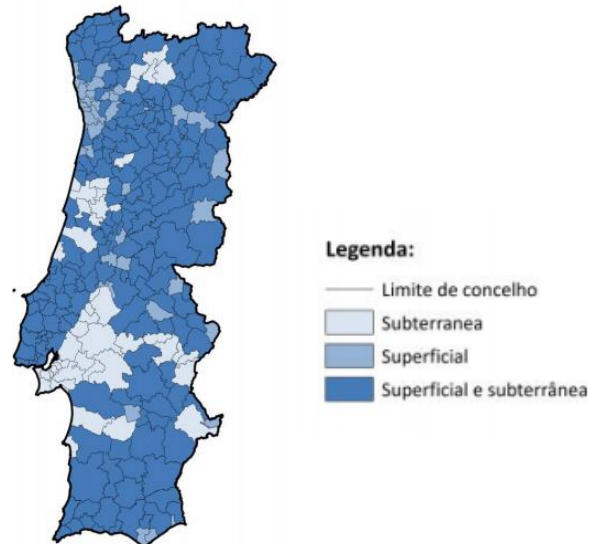 Legenda:
Limite de concelho
Subterranea
Superficial
Superficial e subterrânea